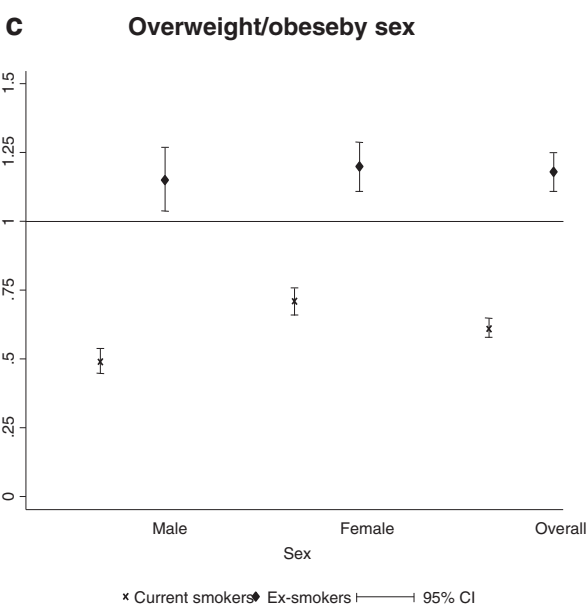 c Overweight/obeseby sex
1.5
1.25
1
.75
.5
.25
0
Male Female Overall
Sex
× Current smokers ◆ Ex-smokers 95% CI